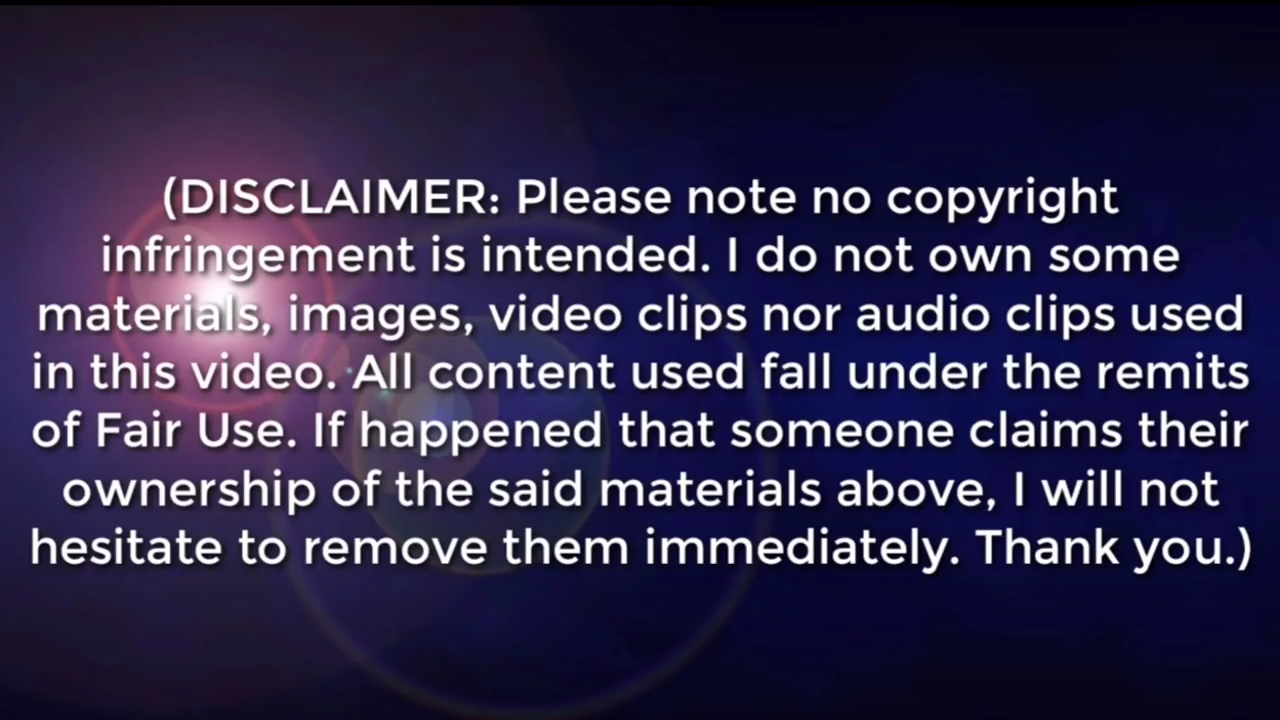 (DISCLAIMER: Please note no copyright
infringement is intended. I do not own some
materials, images, video clips nor audio clips used
in this video. All content used fall under the remits
of Fair Use. If happened that someone claims their
ownership of the said materials above, I will not
hesitate to remove them immediately. Thank you.)